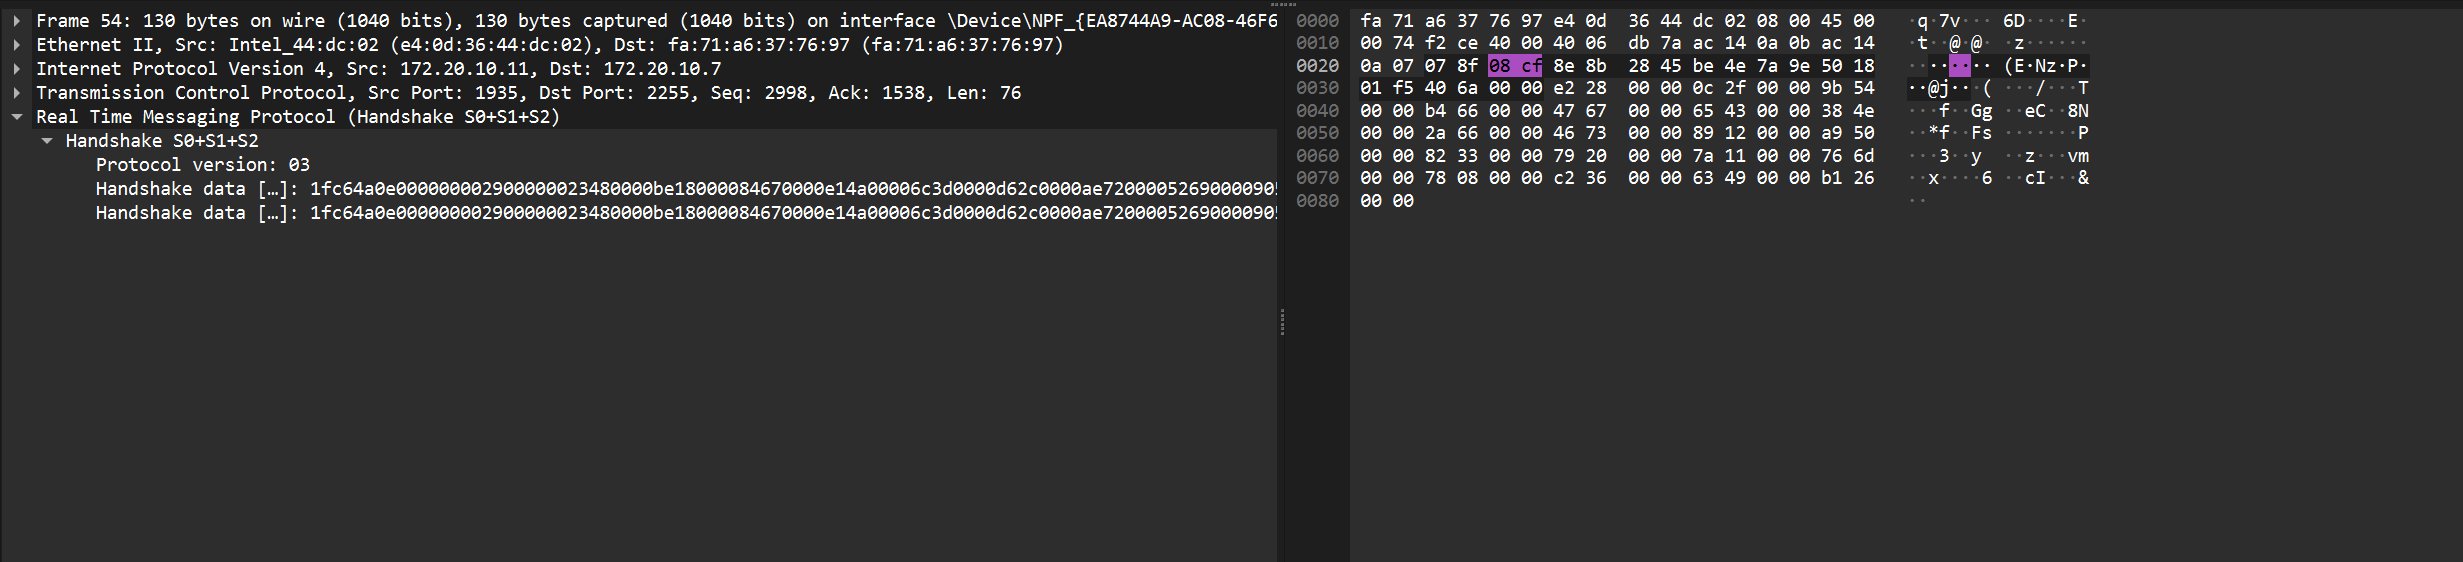 Frame 54: 130 bytes on wire (1040 bits), 130 bytes captured (1040 bits) on interface \Device\NPF_{EA8744A9-AC08-46F6
Ethernet II, Src: Intel_44:dc:02 (e4:0d:36:44:dc:02), Dst: fa:71:a6:37:76:97 (fa:71:a6:37:76:97)
Internet Protocol Version 4, Src: 172.20.10.11, Dst: 172.20.10.7
Transmission Control Protocol, Src Port: 1935, Dst Port: 2255, Seq: 2998, Ack: 1538, Len: 76
Real Time Messaging Protocol (Handshake S0+S1+S2)
Handshake S0+S1+S2
Protocol version: 03
Handshake data […]: 1fc64a0e0000000029000000234800000be18000084670000e14a00006c3d0000d62c0000ae72000052690000905
Handshake data […]: 1fc64a0e0000000029000000234800000be18000084670000e14a00006c3d0000d62c0000ae72000052690000905
0000 fa 71 a6 37 76 97 e4 0d 36 44 dc 02 08 00 45 00 ·q·7v···6D····E·
0010 00 74 f2 ce 40 00 40 06 db 7a ac 14 0a 0b ac 14 ·t··@·@··z······
0020 0a 07 07 8f 08 cf 8e 8b 28 45 be 4e 7a 9e 50 18 ········(E·Nz·P·
0030 01 f5 40 6a 00 00 e2 28 00 00 0c 2f 00 00 9b 54 ··@j···(···/···T
0040 00 00 b4 66 00 00 47 67 00 00 65 43 00 00 38 4e ···f··Gg··eC··8N
0050 00 00 2a 66 00 00 46 73 00 00 89 12 00 00 a9 50 ··*f··Fs·······P
0060 00 00 82 33 00 00 79 20 00 00 7a 11 00 00 76 6d ···3··y ··z···vm
0070 00 00 78 08 00 00 c2 36 00 00 63 49 00 00 b1 26 ··x····6··cI···&
0080 00 00 ··